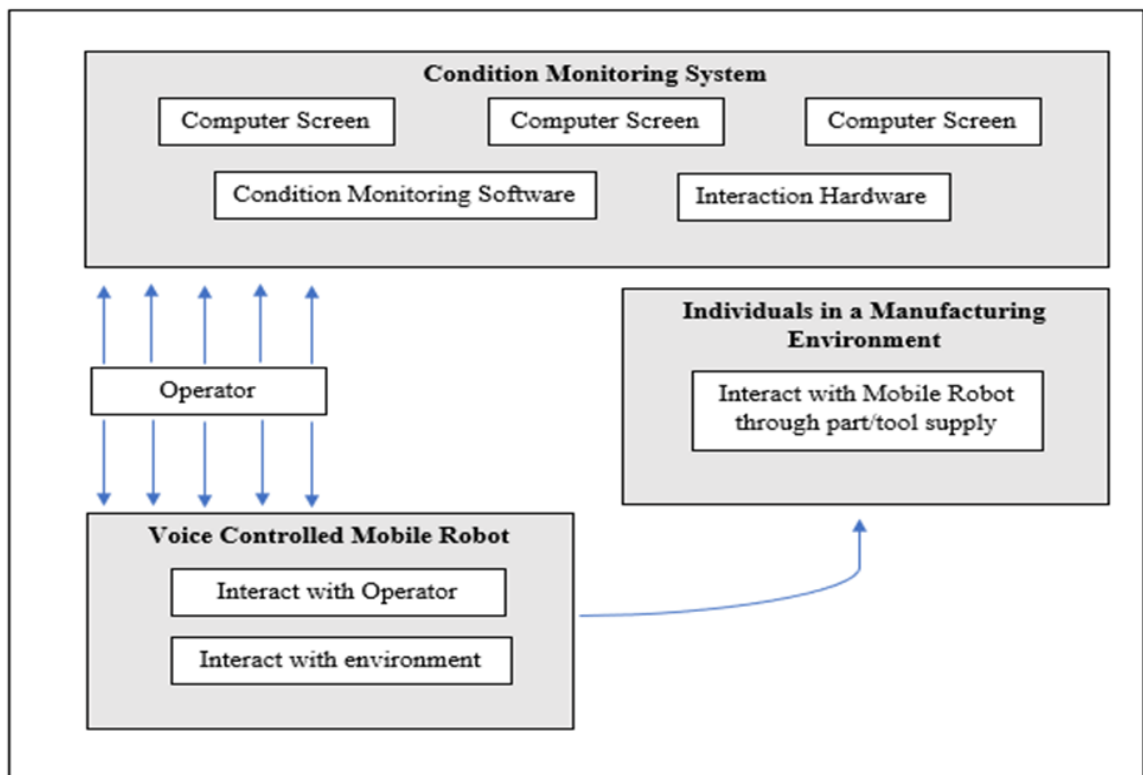 Condition Monitoring System
Computer Screen
Computer Screen
Computer Screen
Condition Monitoring Software
Interaction Hardware
Individuals in a Manufacturing
Environment
Interact with Mobile Robot
through part/tool supply
Operator
Voice Controlled Mobile Robot
Interact with Operator
Interact with environment